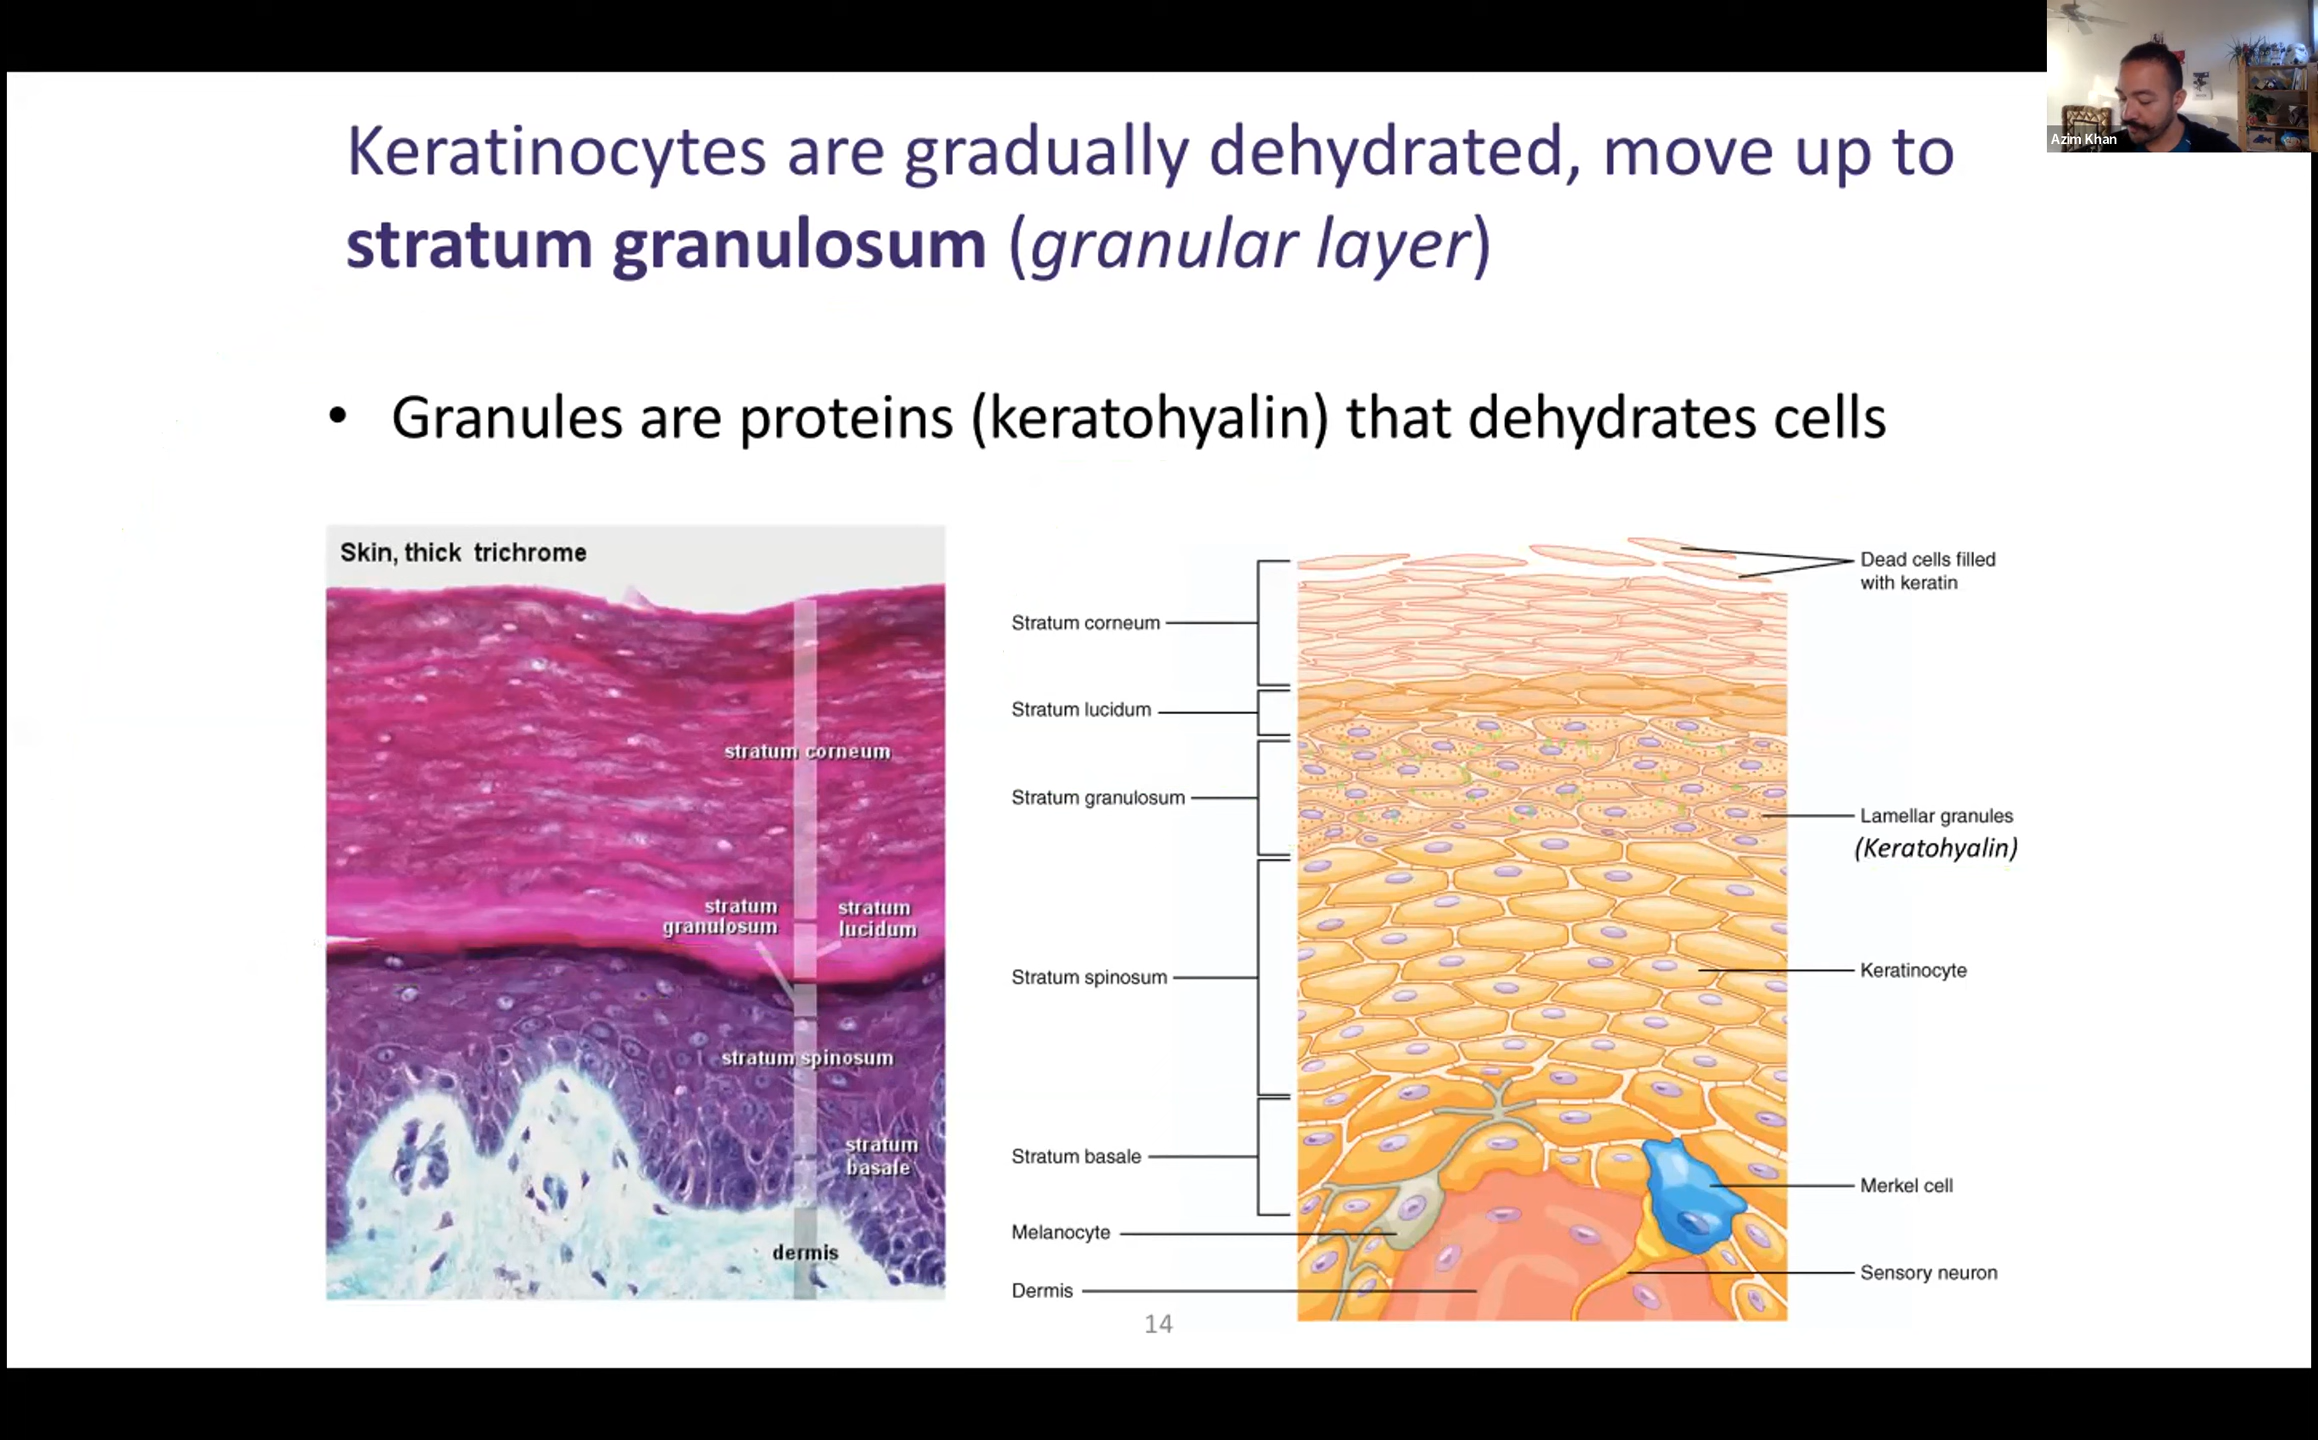 Azim Khan
Keratinocytes are gradually dehydrated, move up to
stratum granulosum (granular layer)
• Granules are proteins (keratohyalin) that dehydrates cells
Skin, thick trichrome
stratum corneum
stratum
granulosum
stratum
lucidum
stratum spinosum
stratum
basale
dermis
Stratum corneum
Stratum lucidum
Stratum granulosum
Stratum spinosum
Stratum basale
Melanocyte
Dermis
Dead cells filled
with keratin
Lamellar granules
(Keratohyalin)
Keratinocyte
Merkel cell
Sensory neuron
14